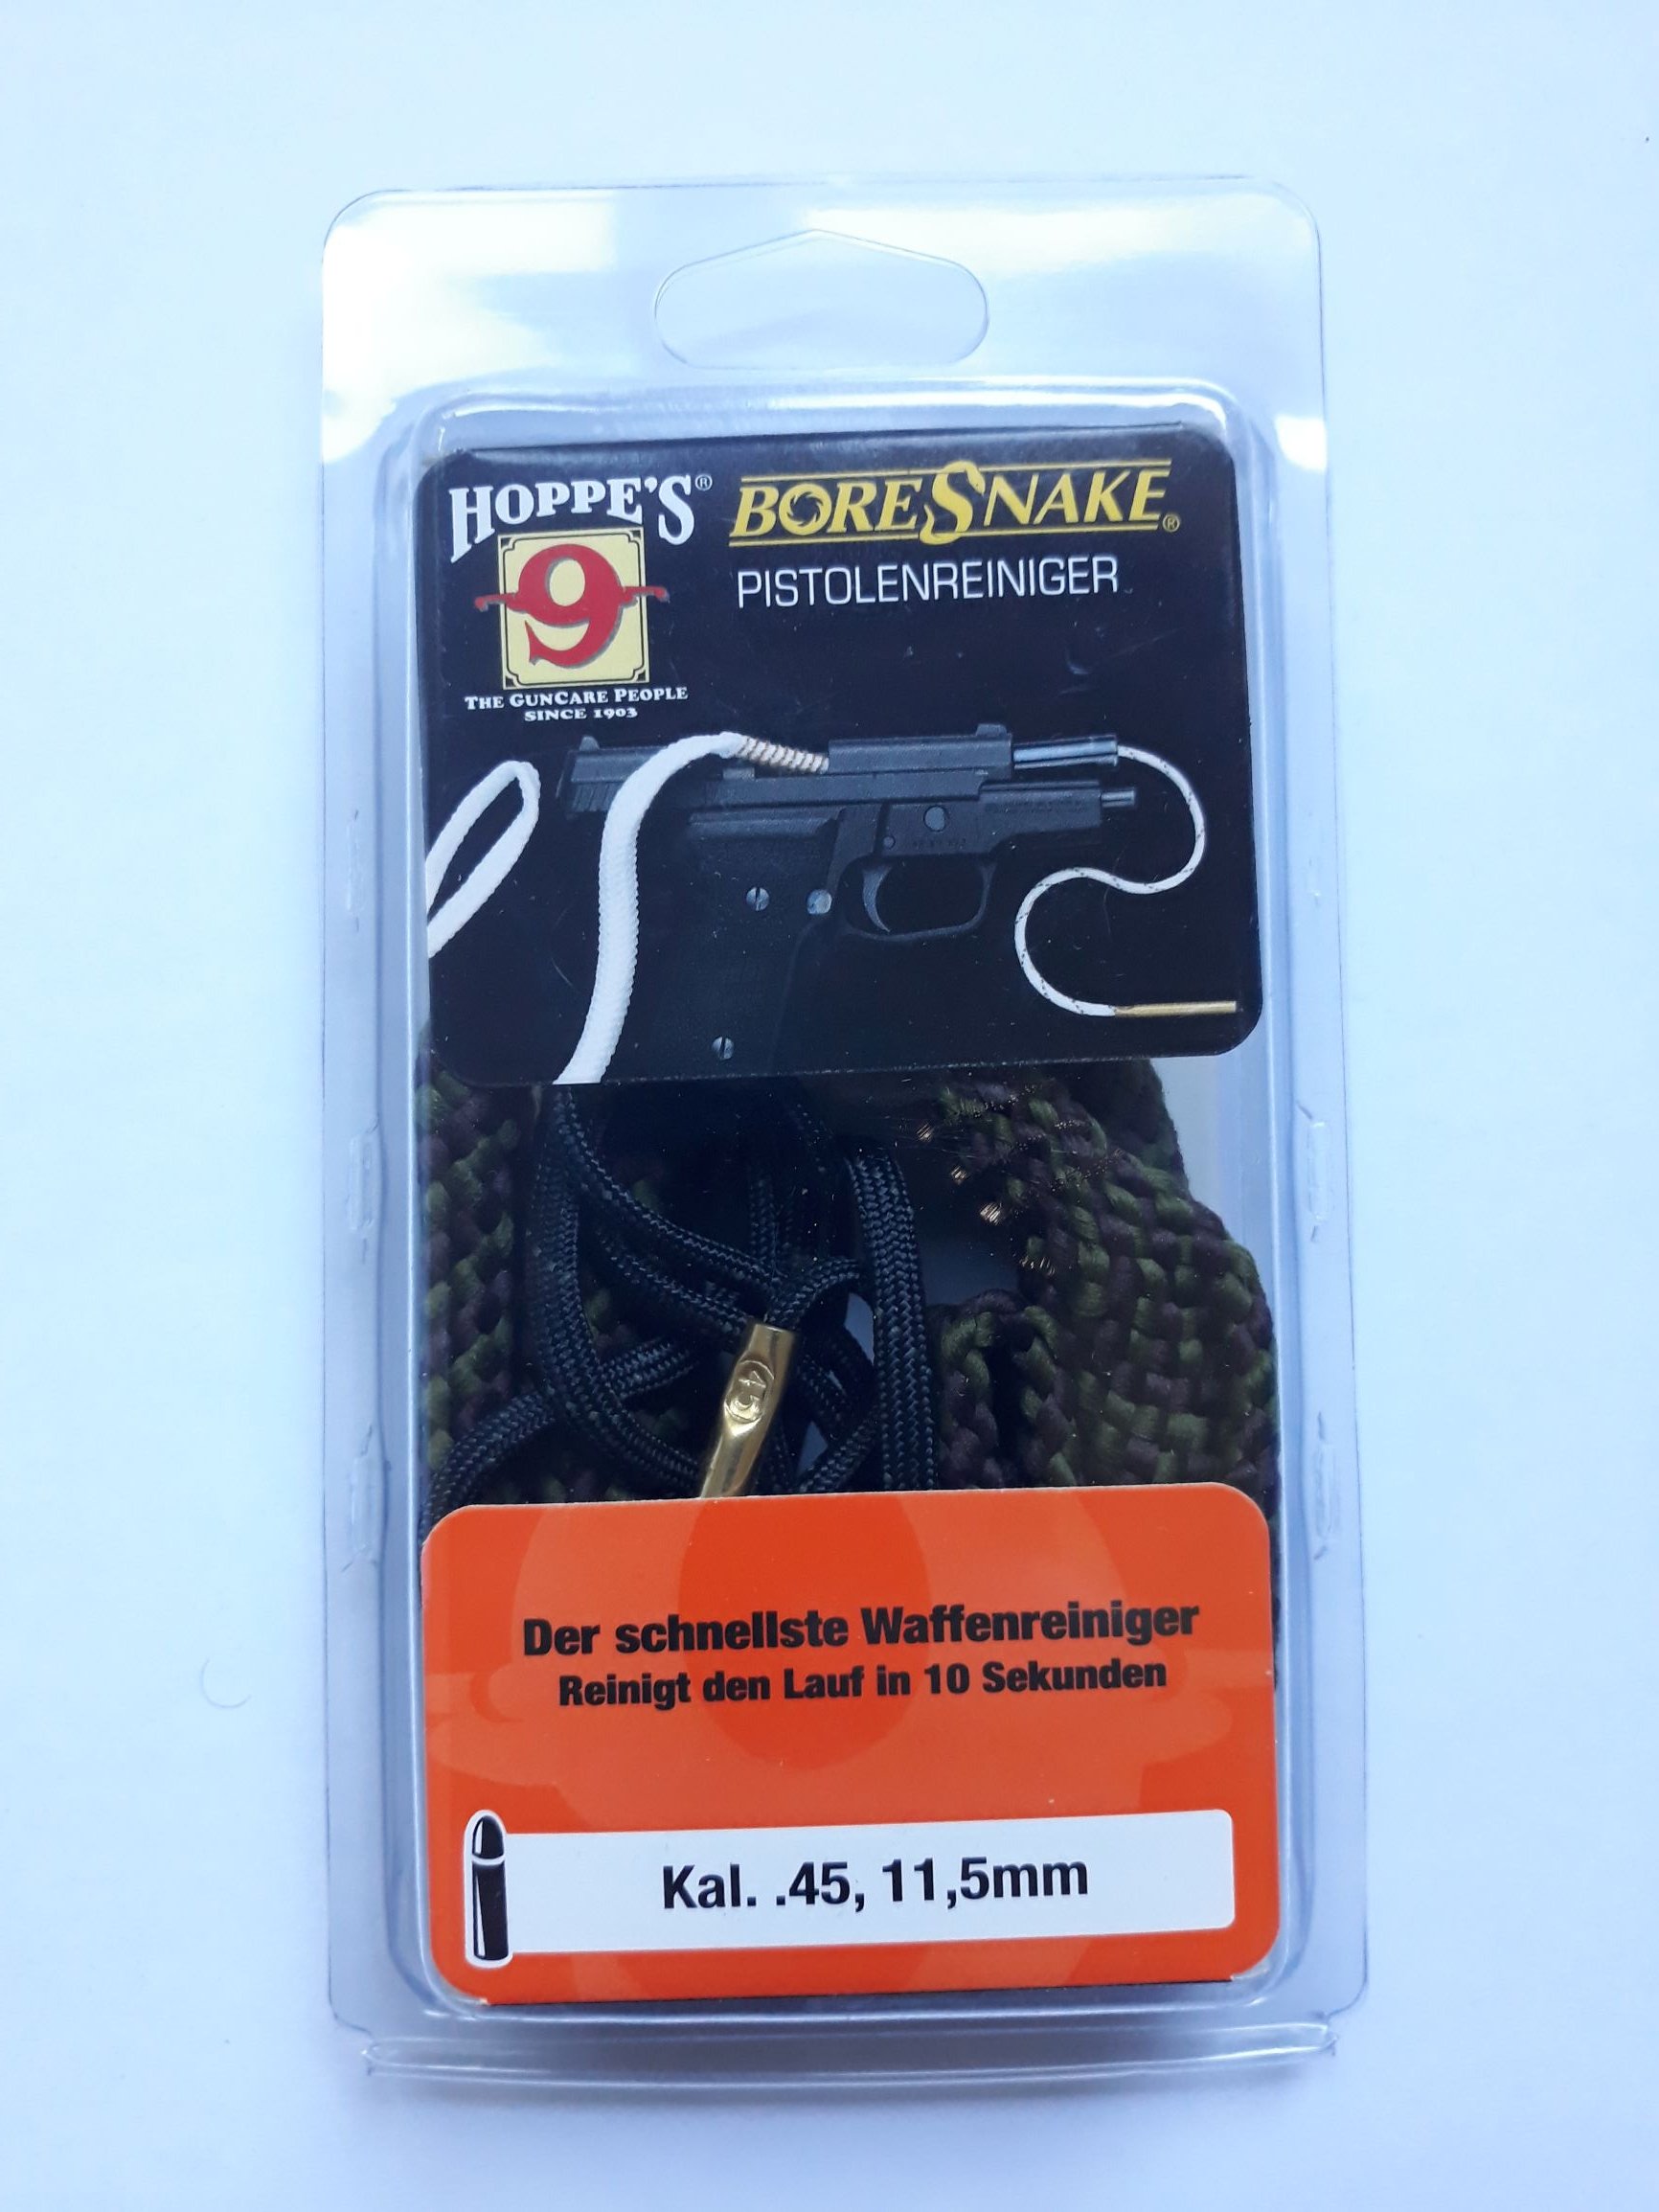 HOPPE'S®
9
THE GUNCARE PEOPLE
SINCE 1903
BORESNAKE®
PISTOLENREINIGER
45
Der schnellste Waffenreiniger
Reinigt den Lauf in 10 Sekunden
Kal. .45, 11,5mm